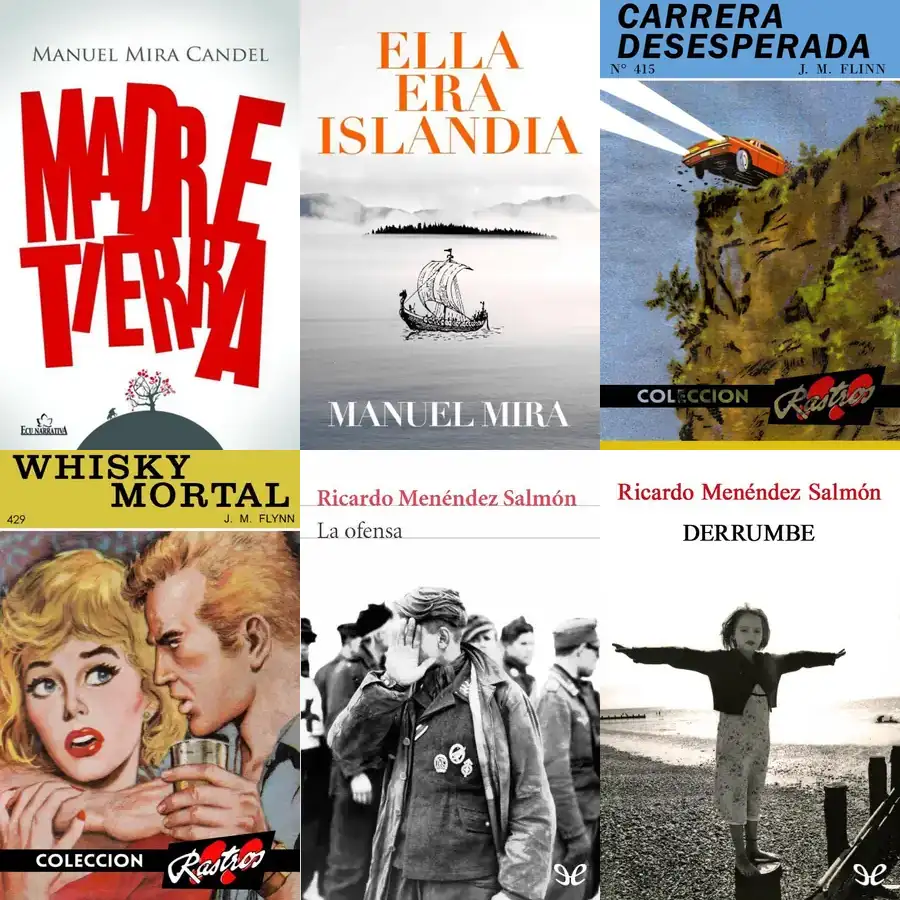 MANUEL MIRA CANDEL
MADRE
TIERRA
ECU NARRATIVA
ELLA
ERA
ISLANDIA
MANUEL MIRA
CARRERA
DESESPERADA
Nº 415 J. M. FLINN
COLECCION Rastros
WHISKY
MORTAL
429 J. M. FLYNN
COLECCION Rastros
Ricardo Menéndez Salmón
La ofensa
Ricardo Menéndez Salmón
DERRUMBE